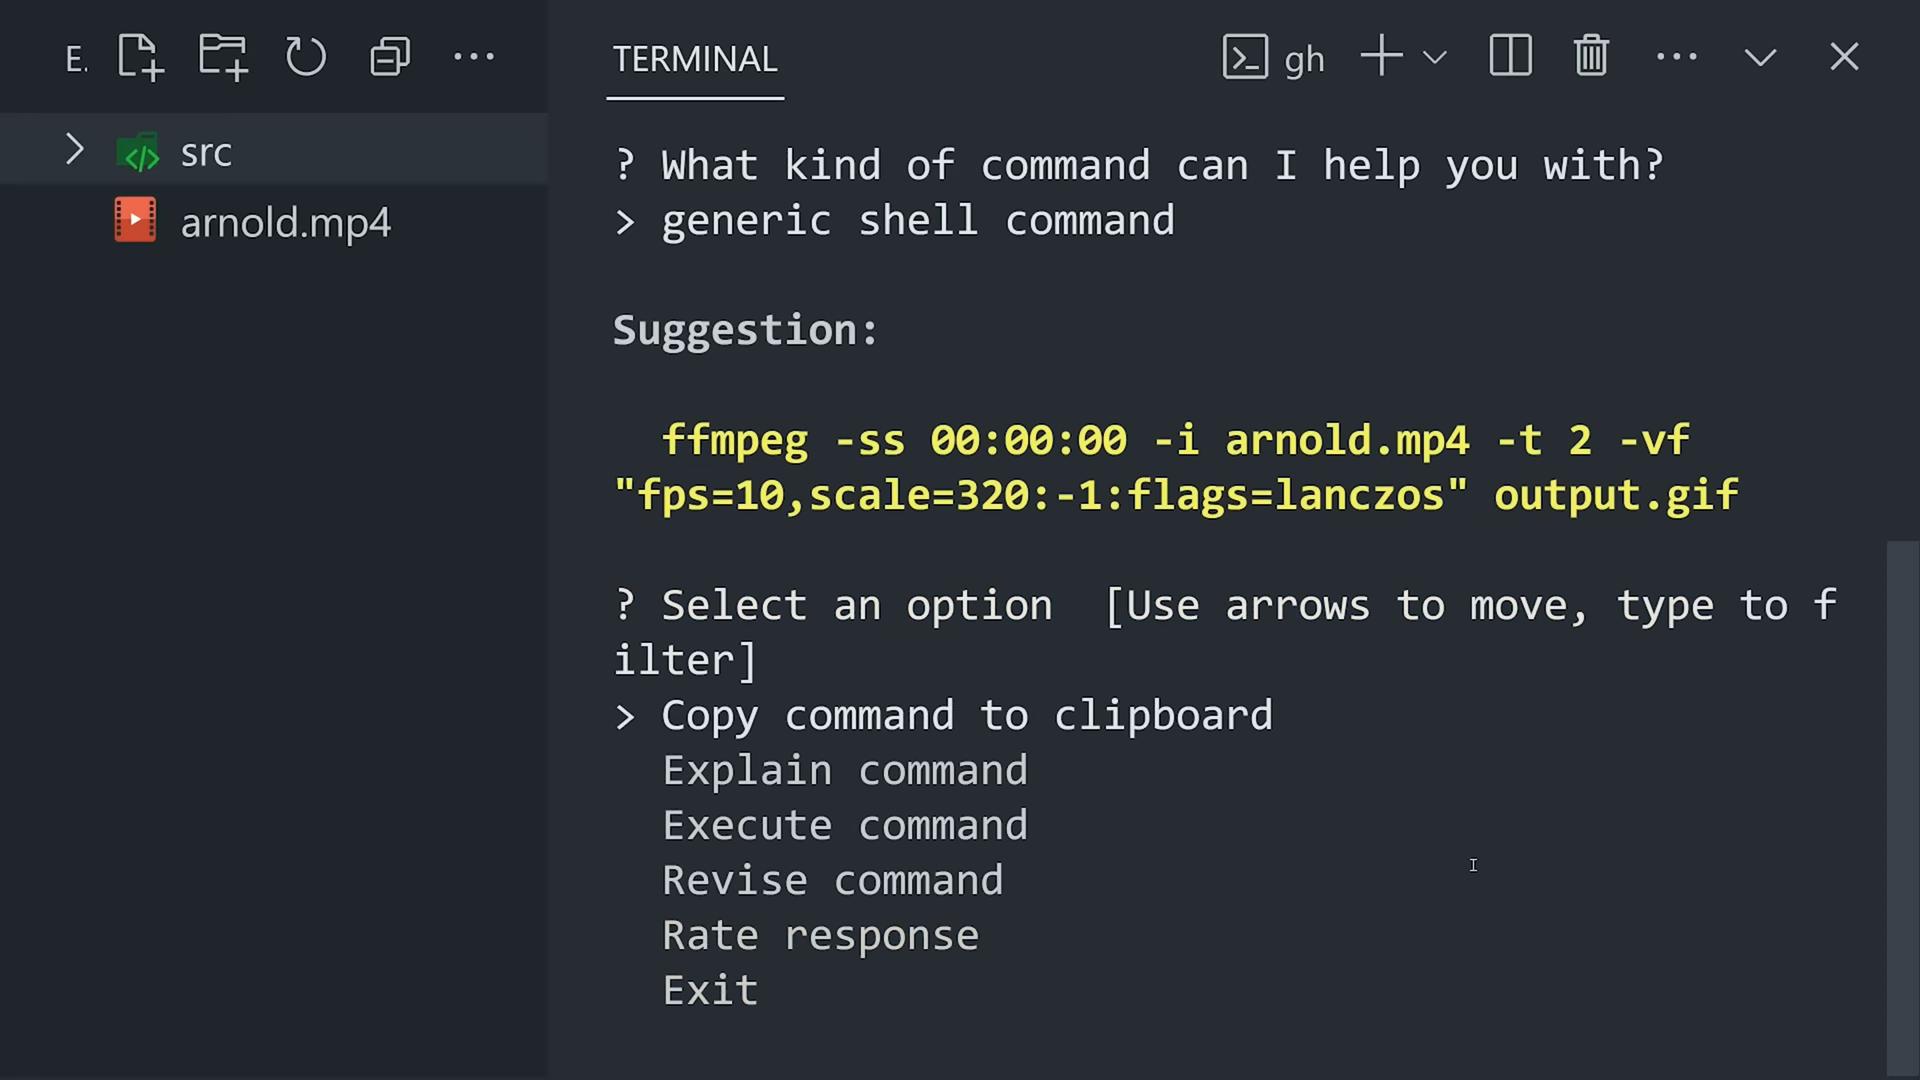 E.
TERMINAL
gh
src
arnold.mp4
? What kind of command can I help you with?
> generic shell command
Suggestion:
ffmpeg -ss 00:00:00 -i arnold.mp4 -t 2 -vf
"fps=10,scale=320:-1:flags=lanczos" output.gif
? Select an option  [Use arrows to move, type to f
ilter]
> Copy command to clipboard
Explain command
Execute command
Revise command
Rate response
Exit